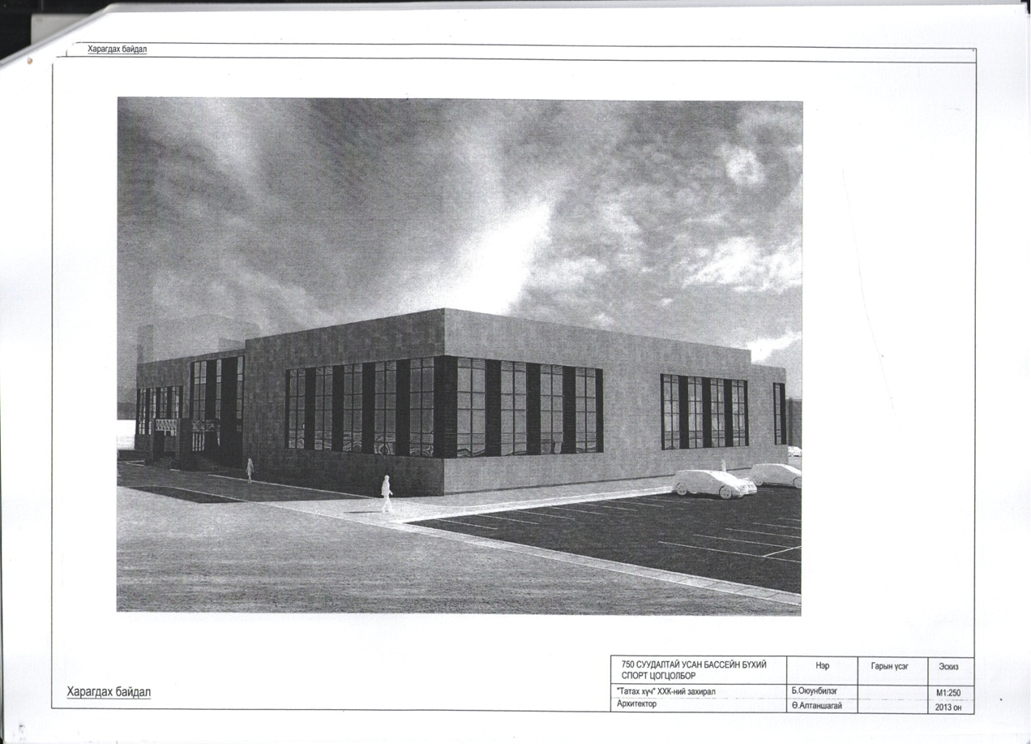 Харагдах байдал
Харагдах байдал
750 СУУДАЛТАЙ УСАН БАССЕЙН БҮХИЙ
СПОРТ ЦОГЦОЛБОР
Нэр
Гарын үсэг
Эскиз
"Татах хүч" ХХК-ний захирал
Б.Оюунбилэг
М1:250
Архитектор
Ө.Алтаншагай
2013 он